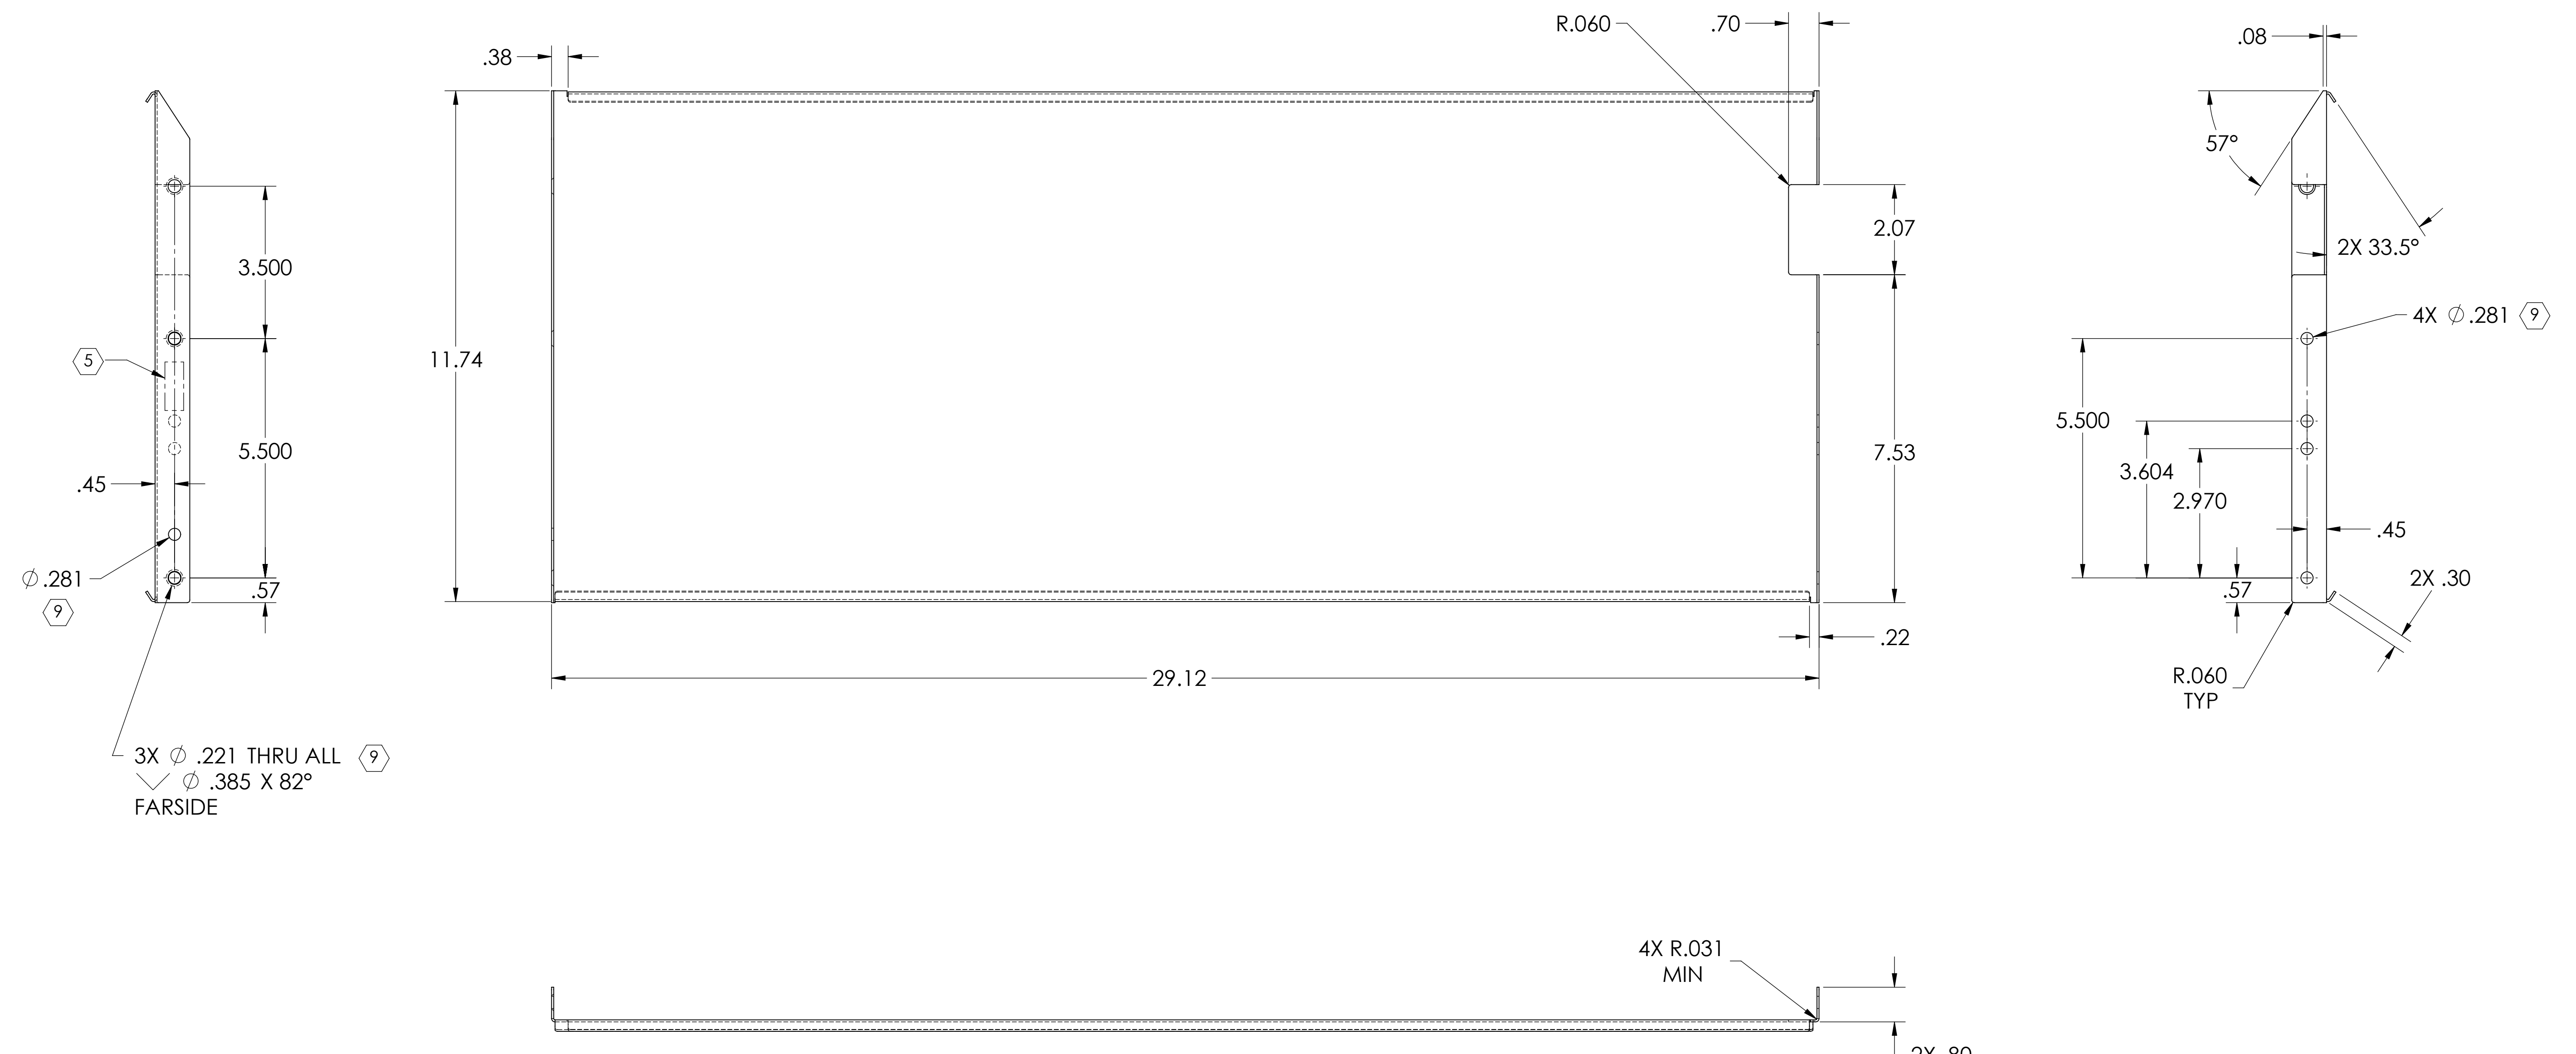 .38
R.060
.70
.08
57°
2X 33.5°
3.500
2.07
4X ⌀ .281 9
5
11.74
5.500
.45
7.53
5.500
3.604
2.970
.45
⌀ .281
9
.57
.57
2X .30
.22
29.12
R.060
TYP
3X ⌀ .221 THRU ALL 9
⌵ ⌀ .385 X 82°
FARSIDE
4X R.031
MIN
2X .80